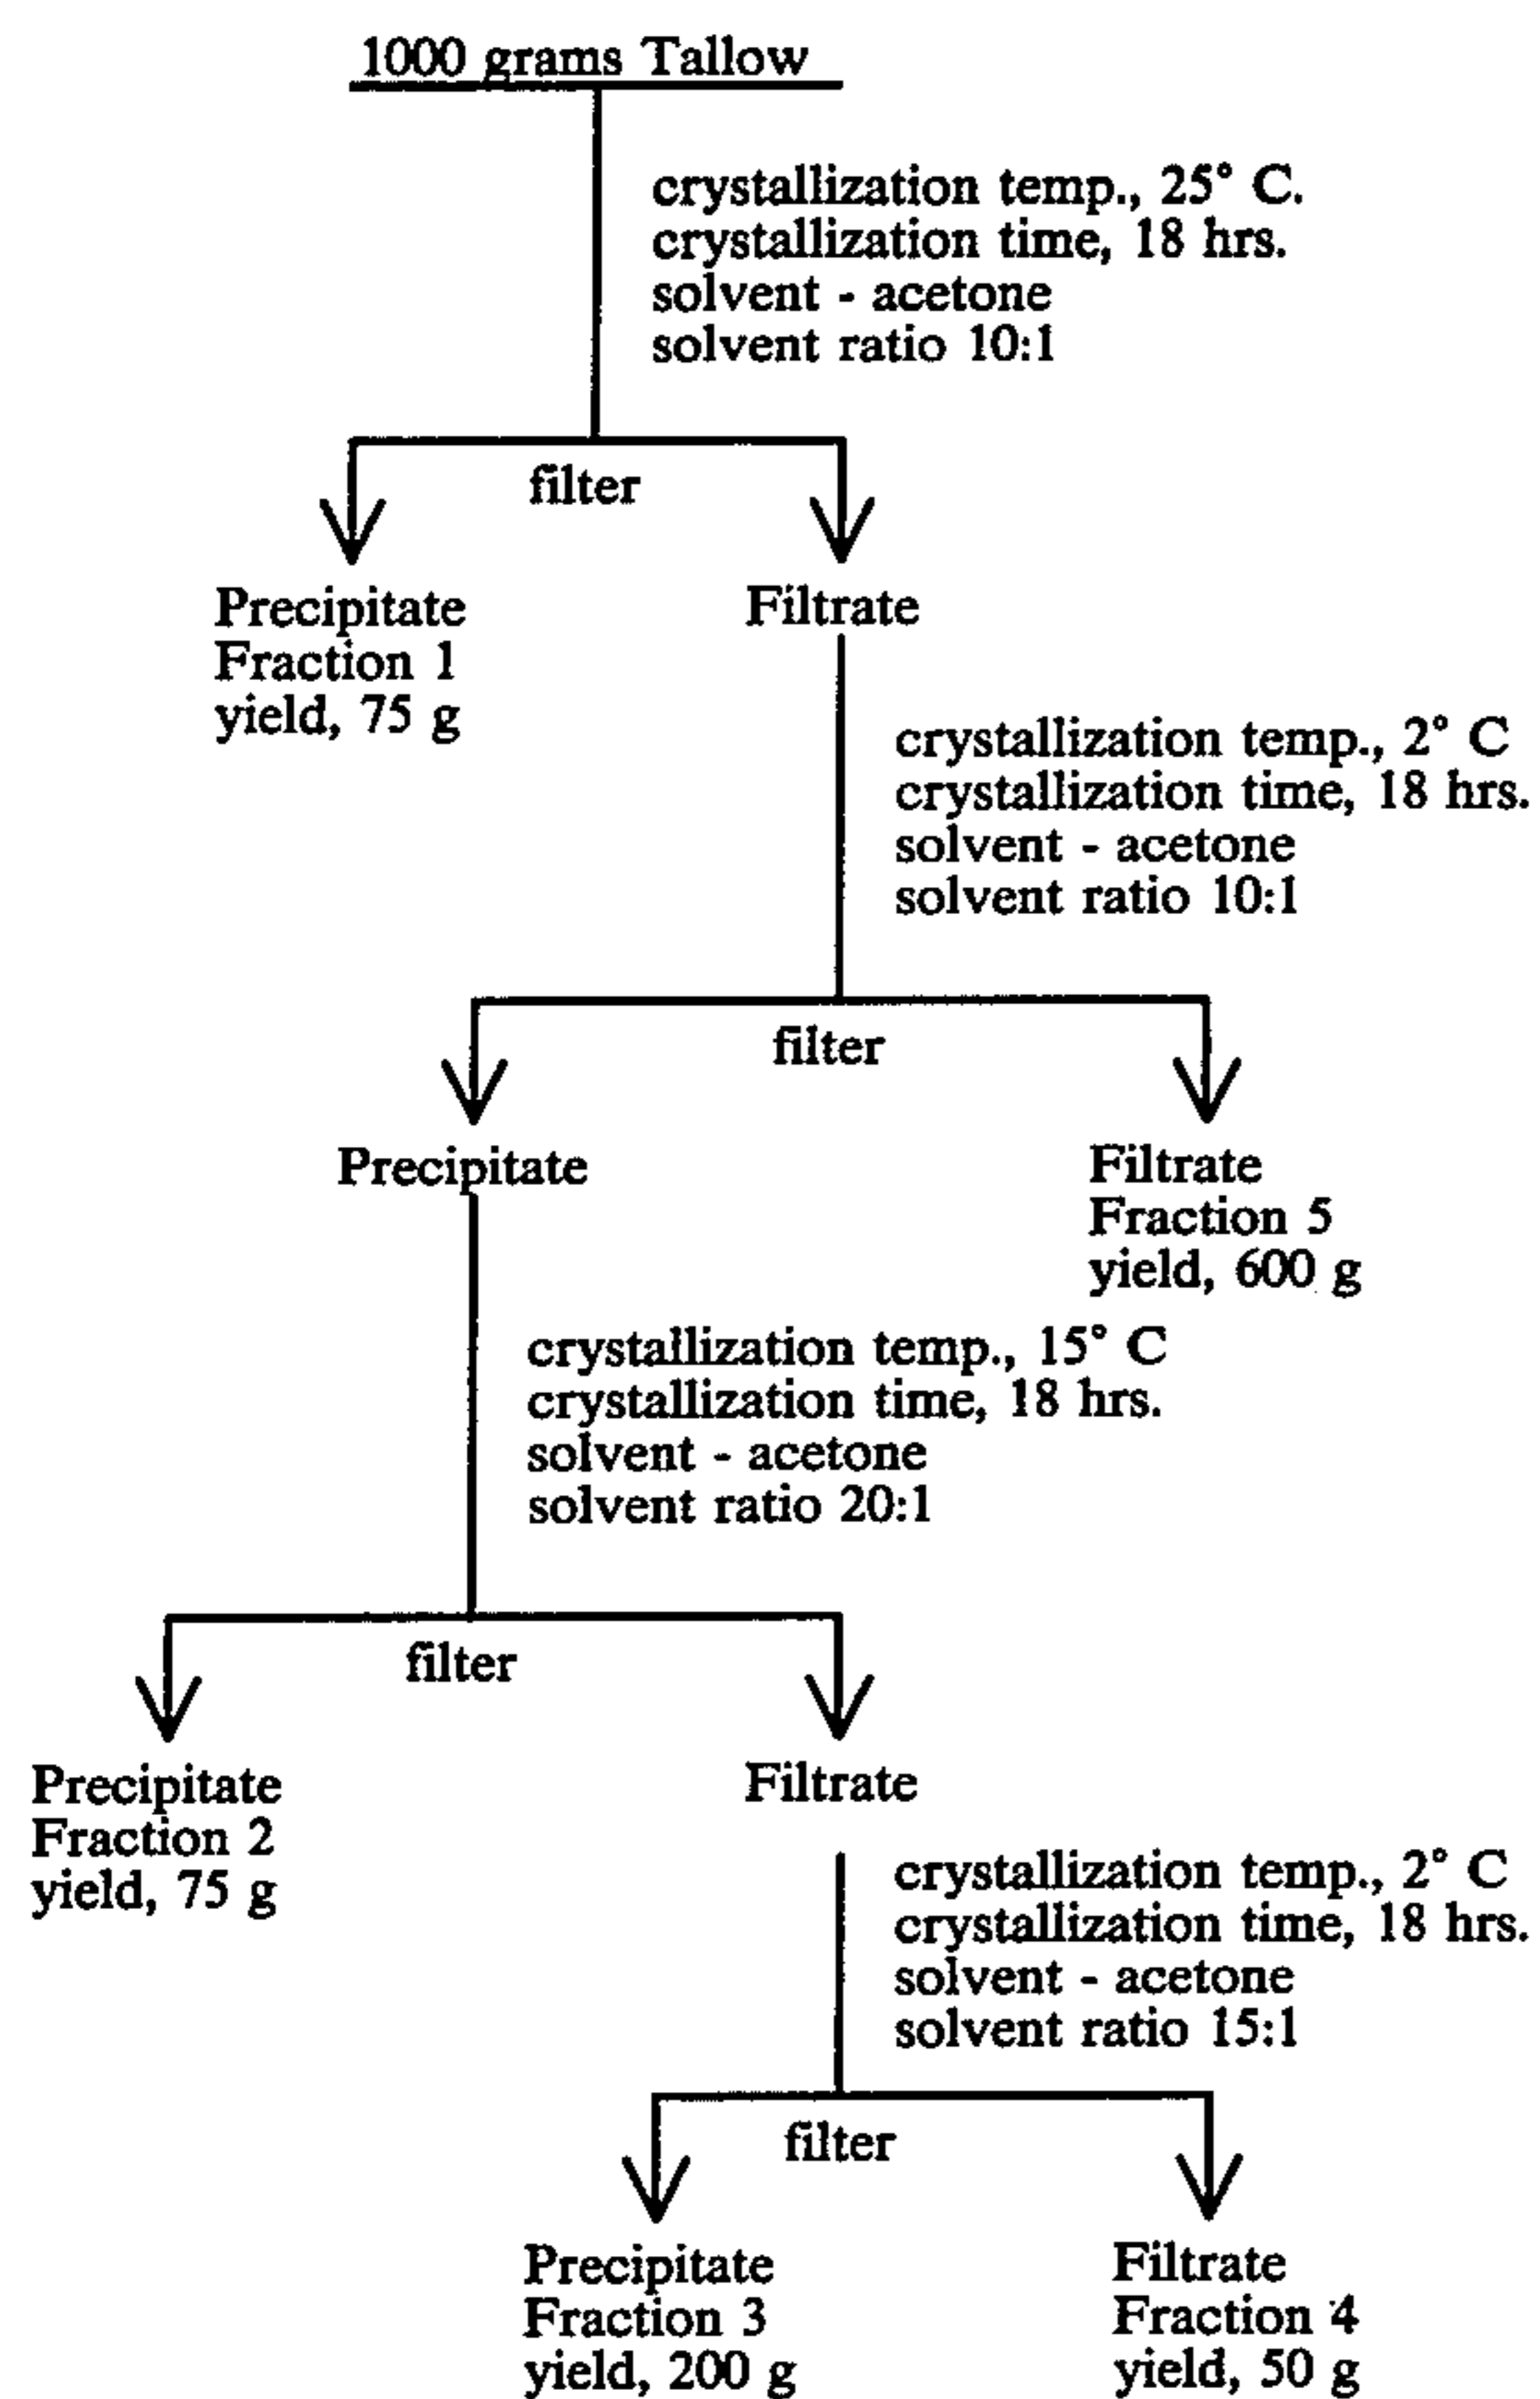 1000 grams Tallow
crystallization temp., 25° C.
crystallization time, 18 hrs.
solvent - acetone
solvent ratio 10:1
filter
Precipitate
Fraction 1
yield, 75 g
Filtrate
crystallization temp., 2° C
crystallization time, 18 hrs.
solvent - acetone
solvent ratio 10:1
filter
Precipitate
Filtrate
Fraction 5
yield, 600 g
crystallization temp., 15° C
crystallization time, 18 hrs.
solvent - acetone
solvent ratio 20:1
filter
Precipitate
Fraction 2
yield, 75 g
Filtrate
crystallization temp., 2° C
crystallization time, 18 hrs.
solvent - acetone
solvent ratio 15:1
filter
Precipitate
Fraction 3
yield, 200 g
Filtrate
Fraction 4
yield, 50 g